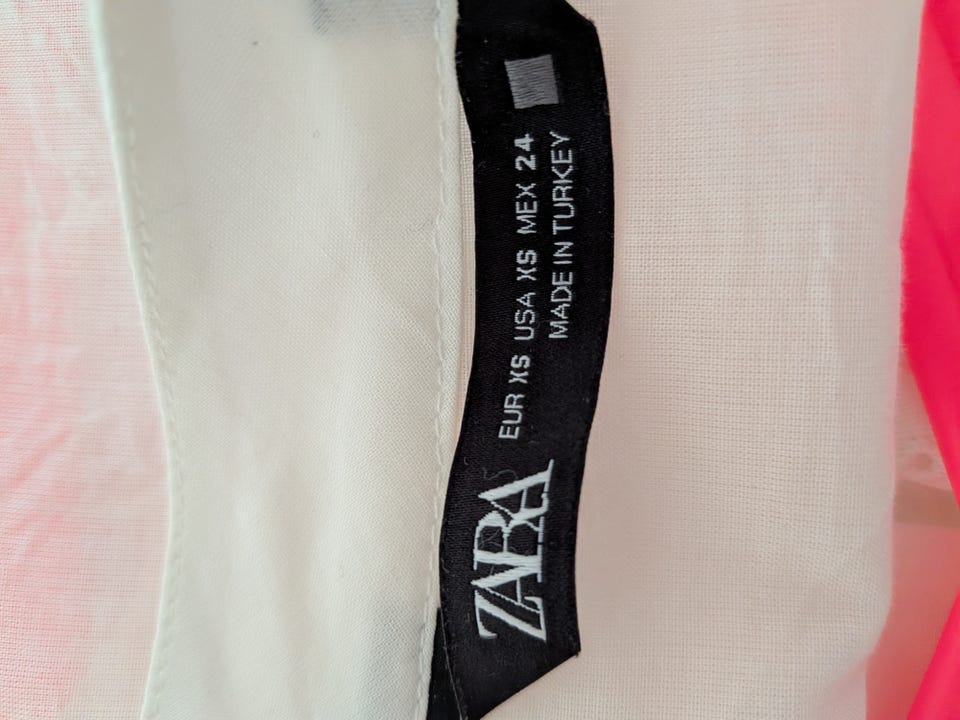 ZARA
EUR XS USA XS MEX 24
MADE IN TURKEY